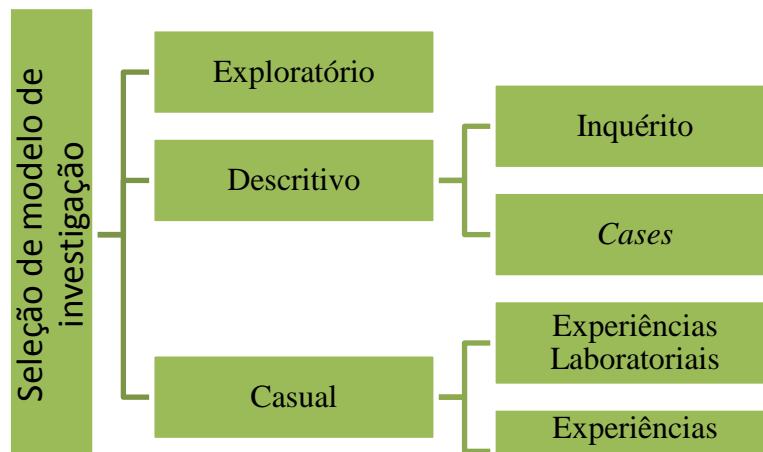 Seleção de modelo de
investigação
Exploratório
Descritivo
Inquérito
Cases
Casual
Experiências
Laboratoriais
Experiências